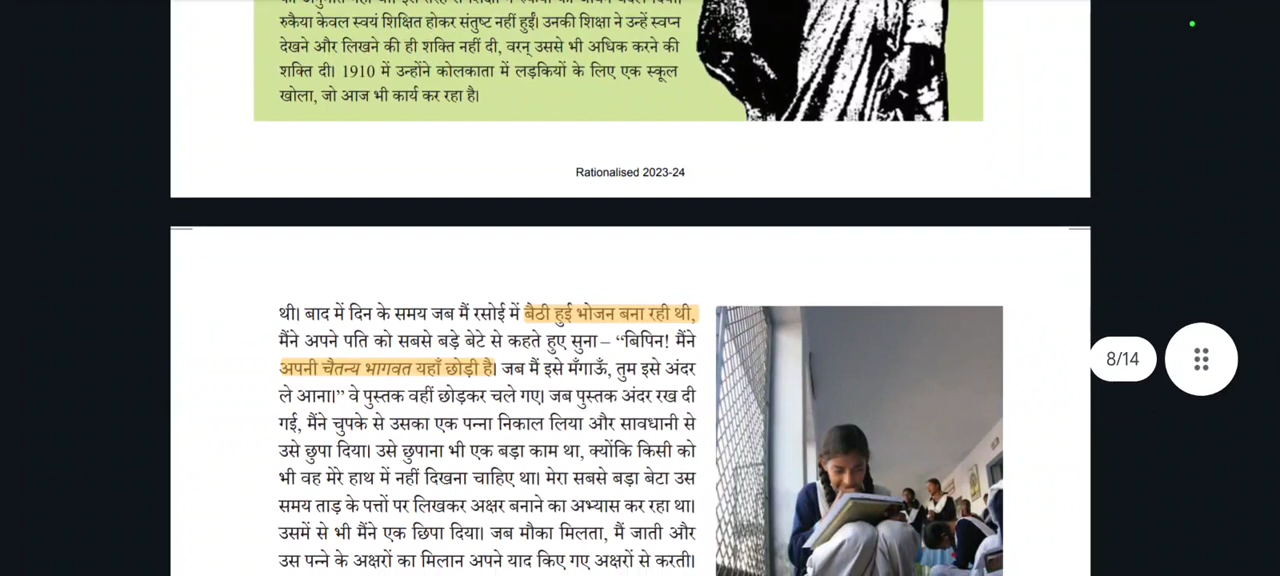 रुकैया केवल स्वयं शिक्षित होकर संतुष्ट नहीं हुईं। उनकी शिक्षा ने उन्हें स्वप्न
देखने और लिखने की ही शक्ति नहीं दी, वरन् उससे भी अधिक करने की
शक्ति दी। 1910 में उन्होंने कोलकाता में लड़कियों के लिए एक स्कूल
खोला, जो आज भी कार्य कर रहा है।
Rationalised 2023-24
थी। बाद में दिन के समय जब मैं रसोई में बैठी हुई भोजन बना रही थी,
मैंने अपने पति को सबसे बड़े बेटे से कहते हुए सुना – “बिपिन! मैंने
अपनी चैतन्य भागवत यहाँ छोड़ी है। जब मैं इसे मँगाऊँ, तुम इसे अंदर
ले आना।” वे पुस्तक वहीं छोड़कर चले गए। जब पुस्तक अंदर रख दी
गई, मैंने चुपके से उसका एक पन्ना निकाल लिया और सावधानी से
उसे छुपा दिया। उसे छुपाना भी एक बड़ा काम था, क्योंकि किसी को
भी वह मेरे हाथ में नहीं दिखना चाहिए था। मेरा सबसे बड़ा बेटा उस
समय ताड़ के पत्तों पर लिखकर अक्षर बनाने का अभ्यास कर रहा था।
उसमें से भी मैंने एक छिपा दिया। जब मौका मिलता, मैं जाती और
उस पन्ने के अक्षरों का मिलान अपने याद किए गए अक्षरों से करती।
8/14